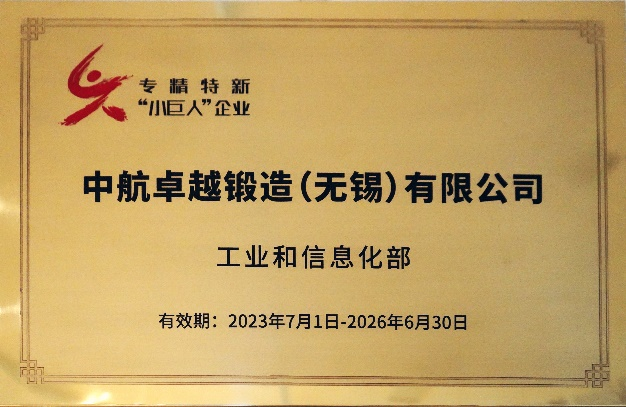 专精特新
“小巨人”企业
中航卓越锻造(无锡)有限公司
工业和信息化部
有效期：2023年7月1日-2026年6月30日